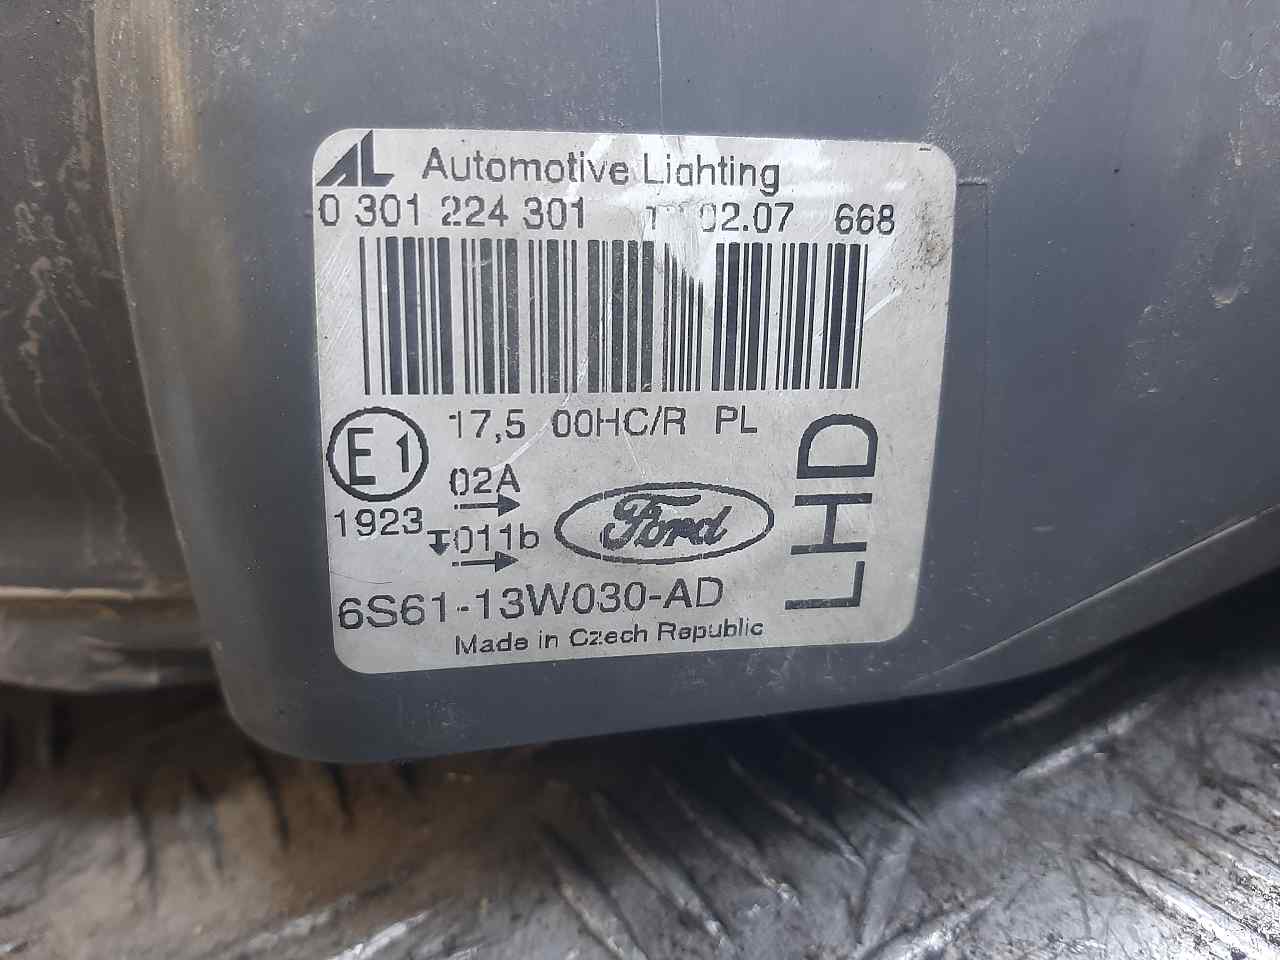 AL Automotive Lighting
0 301 224 301 02.07 668
E1 17,5 00HC/R PL
02A
1923 011b
Ford
6S61-13W030-AD
Made in Czech Republic
LHD